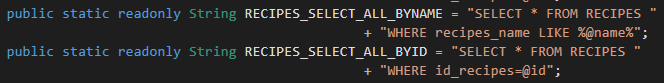 public static readonly String RECIPES_SELECT_ALL_BYNAME = "SELECT * FROM RECIPES "
+ "WHERE recipes_name LIKE %@name%";
public static readonly String RECIPES_SELECT_ALL_BYID = "SELECT * FROM RECIPES "
+ "WHERE id_recipes=@id";